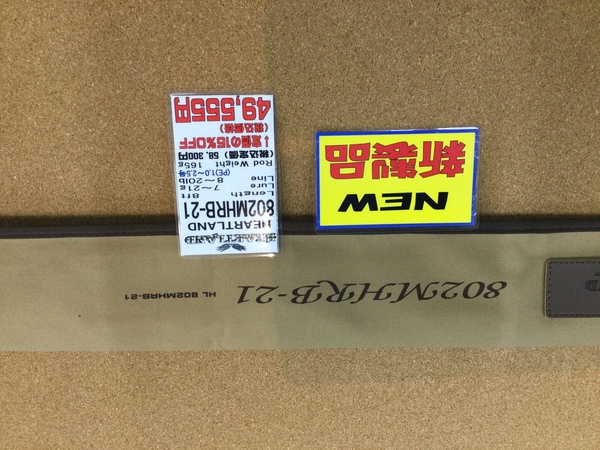 HEARTLAND
802MHRB-21
Length 8ft
Lure 7～21g
Line 8～20lb
(PE1.0～2.5号)
Rod Weight 165g
(税込定価) 58,300円
↓定価の15%OFF
(税込価格)
49,555円
NEW
新製品
802MHRB-21
HL 802MHRB-21